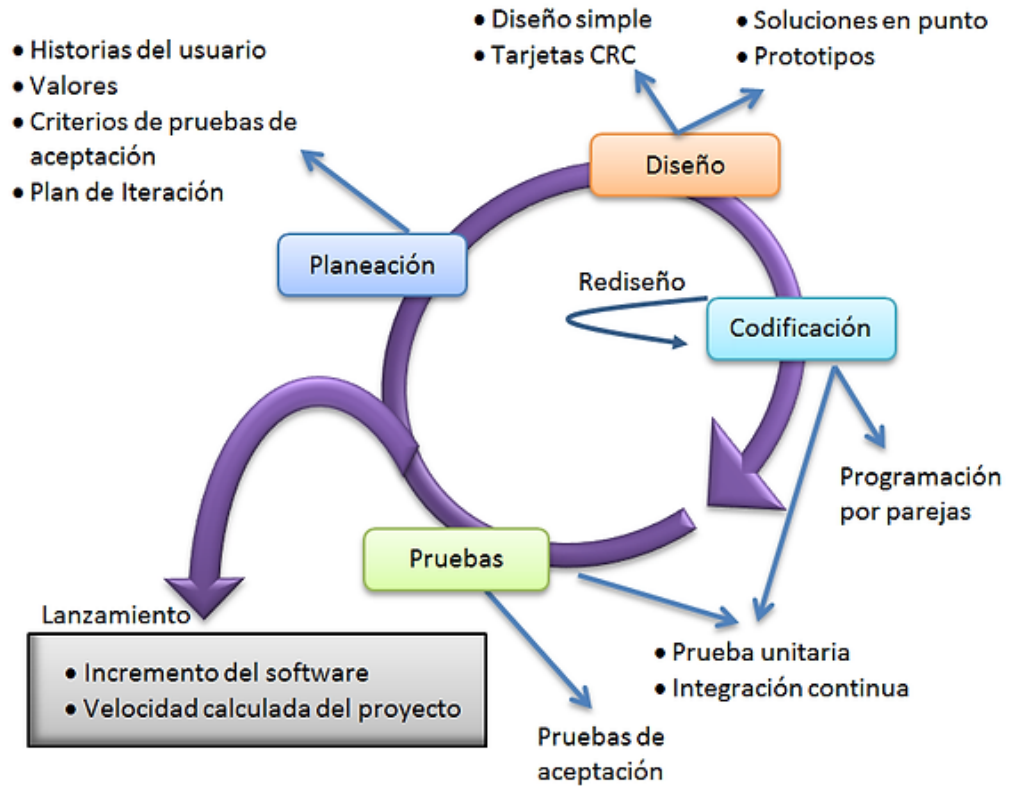 • Historias del usuario
• Valores
• Criterios de pruebas de
aceptación
• Plan de Iteración
• Diseño simple
• Tarjetas CRC
• Soluciones en punto
• Prototipos
Diseño
Planeación
Rediseño
Codificación
Programación
por parejas
Pruebas
Lanzamiento
• Incremento del software
• Velocidad calculada del proyecto
• Prueba unitaria
• Integración continua
Pruebas de
aceptación